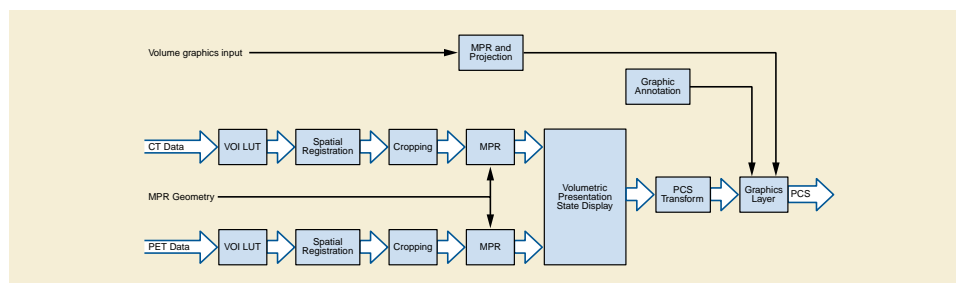 Volume graphics input
MPR and
Projection
Graphic
Annotation
CT Data
VOI LUT
Spatial
Registration
Cropping
MPR
MPR Geometry
Volumetric
Presentation
State Display
PCS
Transform
Graphics
Layer
PCS
PET Data
VOI LUT
Spatial
Registration
Cropping
MPR